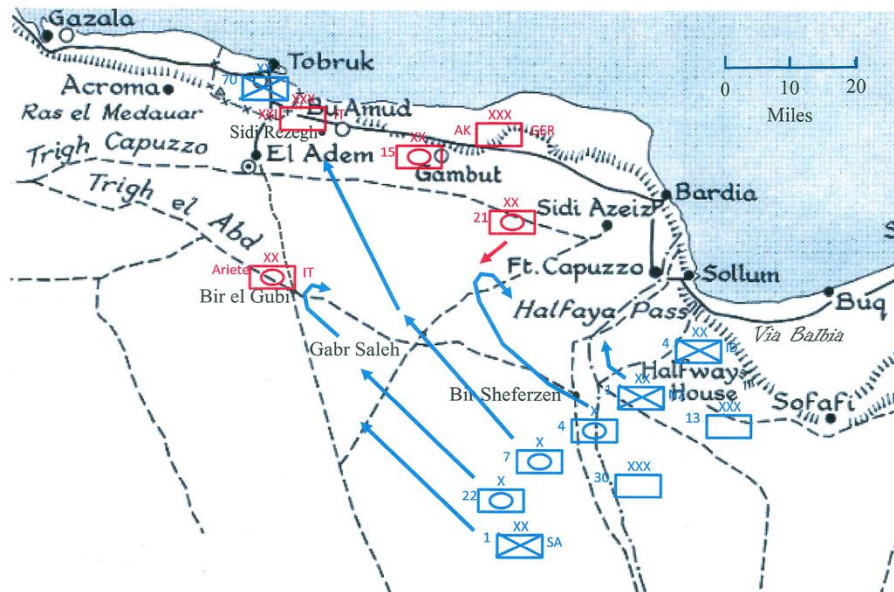 Gazala
Tobruk
0 10 20
Miles
XX
70
Acroma
Ras el Medauar
XXX
XXI IT
Bu Amud
Sidi Rezegh
XXX
AK GER
XX
15
Gambut
El Adem
Trigh Capuzzo
Trigh el Abd
XX
21
Sidi Azeiz
Bardia
XX
Ariete IT
Bir el Gubi
Ft. Capuzzo
Sollum
Halfaya Pass
Buq
Via Balbia
Gabr Saleh
XX
4 ID
Halfway House
XX
1 NZ
Bir Sheferzen
Sofafi
X
4
XXX
13
X
7
XXX
30
X
22
XX
1 SA
S